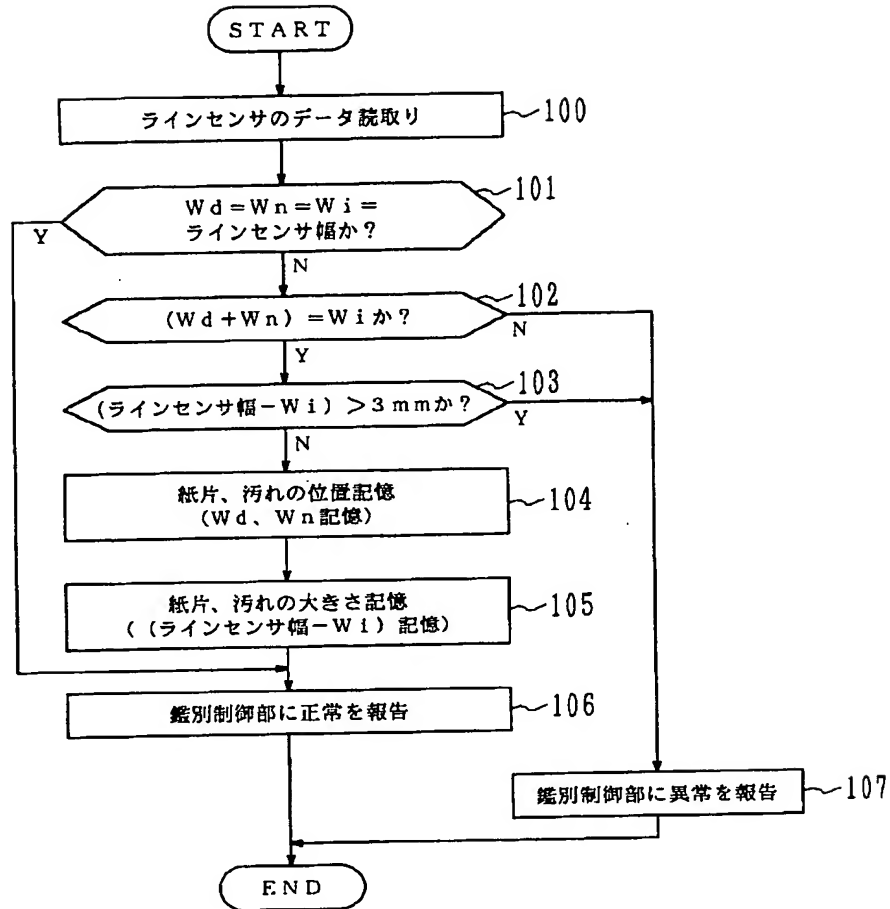 START
ラインセンサのデータ読取り
100
101
Wd=Wn=Wi=
ラインセンサ幅か?
Y
N
102
(Wd+Wn)=Wiか?
N
Y
103
(ラインセンサ幅-Wi)>3mmか?
Y
N
紙片、汚れの位置記憶
(Wd、Wn記憶)
104
紙片、汚れの大きさ記憶
((ラインセンサ幅-Wi)記憶)
105
鑑別制御部に正常を報告
106
鑑別制御部に異常を報告
107
END